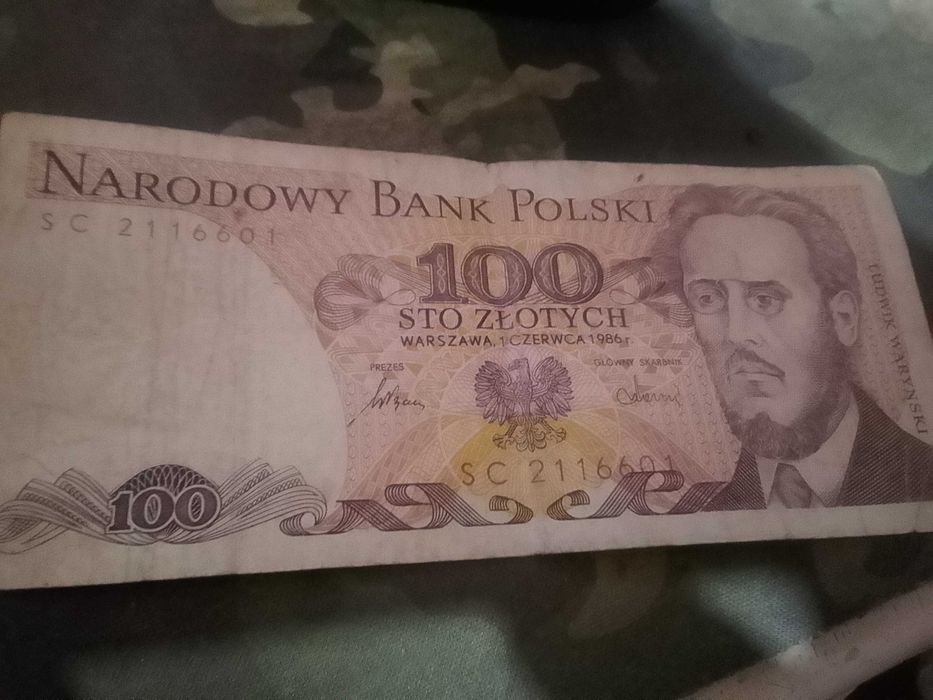 NARODOWY BANK POLSKI
SC 2116601
100
STO ZŁOTYCH
WARSZAWA, 1 CZERWCA 1986 r.
PREZES
GŁÓWNY SKARBNIK
SC 2116601
100
LUDWIK WARYŃSKI